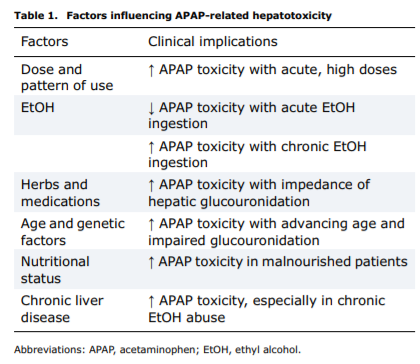 Table 1. Factors influencing APAP-related hepatotoxicity
Factors Clinical implications
Dose and pattern of use ↑ APAP toxicity with acute, high doses
EtOH ↓ APAP toxicity with acute EtOH
ingestion
↑ APAP toxicity with chronic EtOH
ingestion
Herbs and ↑ APAP toxicity with impedance of
medications hepatic glucouronidation
Age and genetic ↑ APAP toxicity with advancing age and
factors impaired glucouronidation
Nutritional ↑ APAP toxicity in malnourished patients
status
Chronic liver ↑ APAP toxicity, especially in chronic
disease EtOH abuse
Abbreviations: APAP, acetaminophen; EtOH, ethyl alcohol.